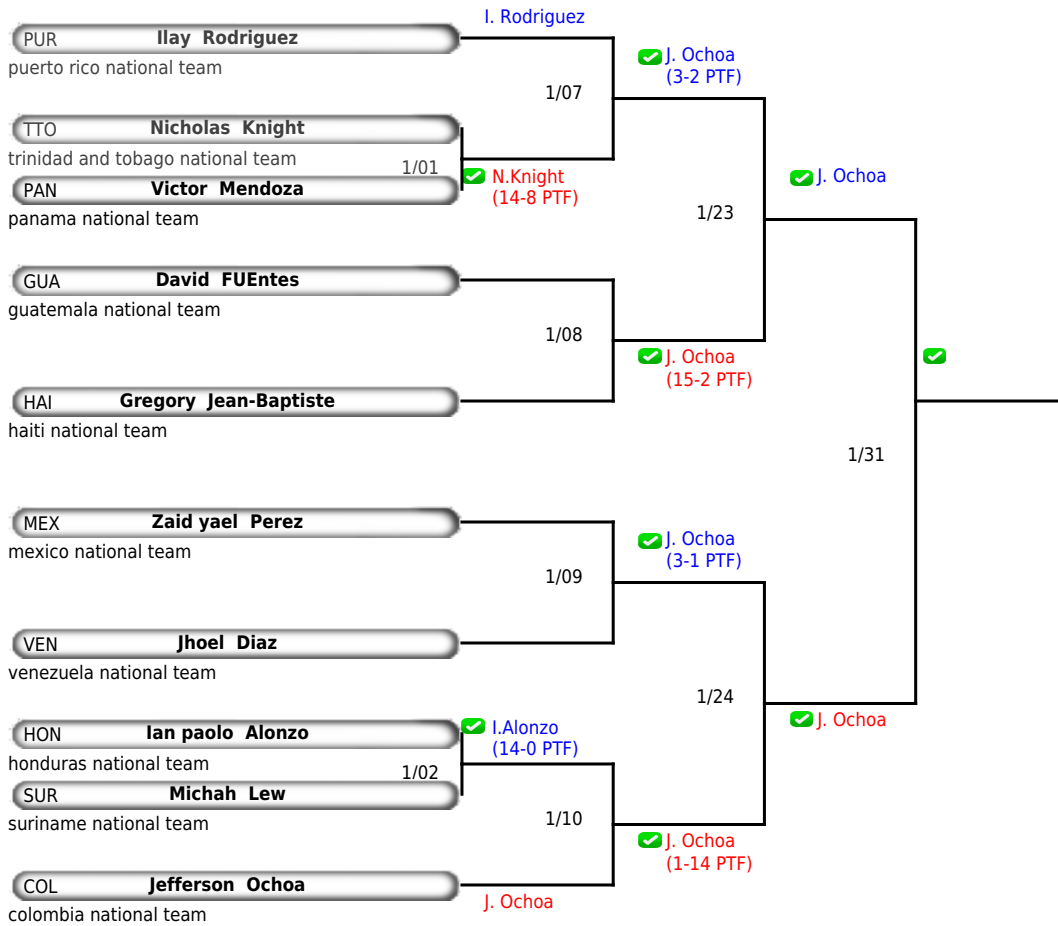 I. Rodriguez
PUR Ilay Rodriguez
puerto rico national team
J. Ochoa
(3-2 PTF)
1/07
TTO Nicholas Knight
trinidad and tobago national team
1/01
N.Knight
(14-8 PTF)
PAN Victor Mendoza
panama national team
J. Ochoa
1/23
GUA David FUEntes
guatemala national team
1/08
J. Ochoa
(15-2 PTF)
HAI Gregory Jean-Baptiste
haiti national team
1/31
MEX Zaid yael Perez
mexico national team
J. Ochoa
(3-1 PTF)
1/09
VEN Jhoel Diaz
venezuela national team
1/24
J. Ochoa
HON Ian paolo Alonzo
honduras national team
I.Alonzo
(14-0 PTF)
1/02
SUR Michah Lew
suriname national team
1/10
J. Ochoa
(1-14 PTF)
COL Jefferson Ochoa
colombia national team
J. Ochoa